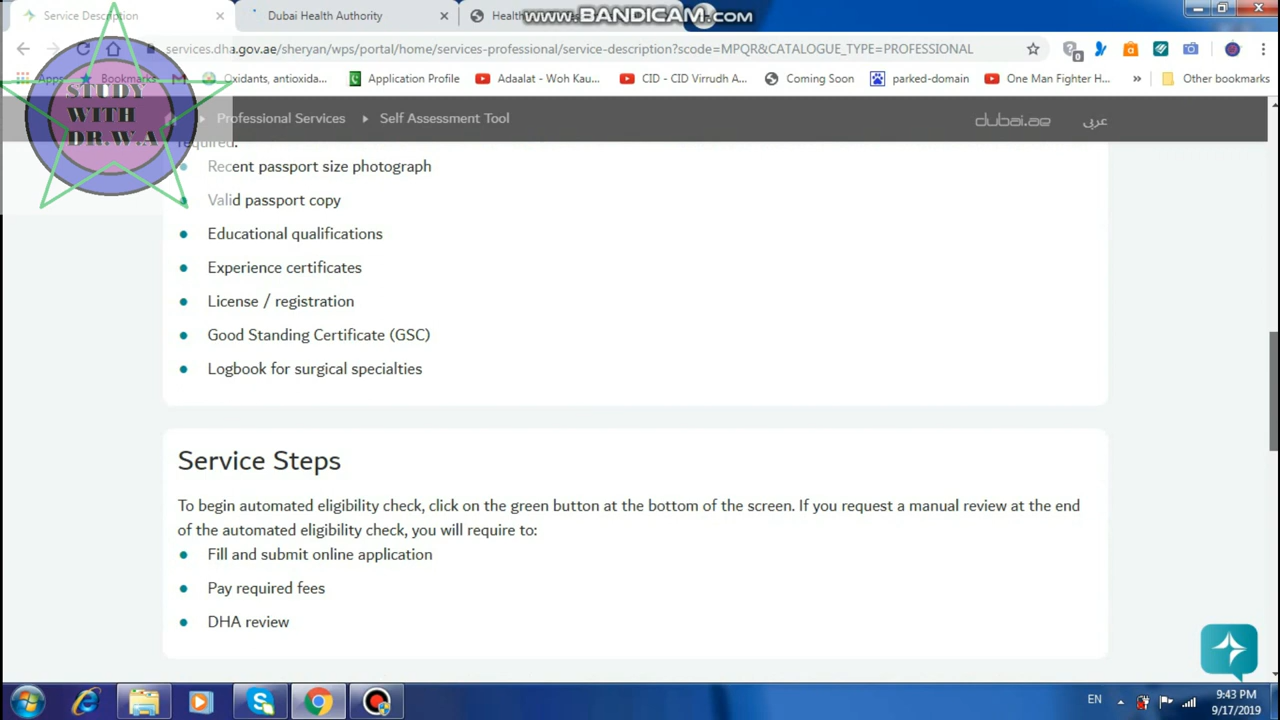 Service Description
Dubai Health Authority
Healt
www.BANDICAM.COM
services.dha.gov.ae/sheryan/wps/portal/home/services-professional/service-description?scode=MPQR&CATALOGUE_TYPE=PROFESSIONAL
Apps
Bookmarks
Oxidants, antioxida...
Application Profile
Adaalat - Woh Kau...
CID - CID Virrudh A...
Coming Soon
parked-domain
One Man Fighter H...
»
Other bookmarks
STUDY
WITH
DR.W.A
Professional Services
Self Assessment Tool
dubai.ae
عربي
required.
Recent passport size photograph
Valid passport copy
Educational qualifications
Experience certificates
License / registration
Good Standing Certificate (GSC)
Logbook for surgical specialties
Service Steps
To begin automated eligibility check, click on the green button at the bottom of the screen. If you request a manual review at the end
of the automated eligibility check, you will require to:
Fill and submit online application
Pay required fees
DHA review
EN
9:43 PM
9/17/2019